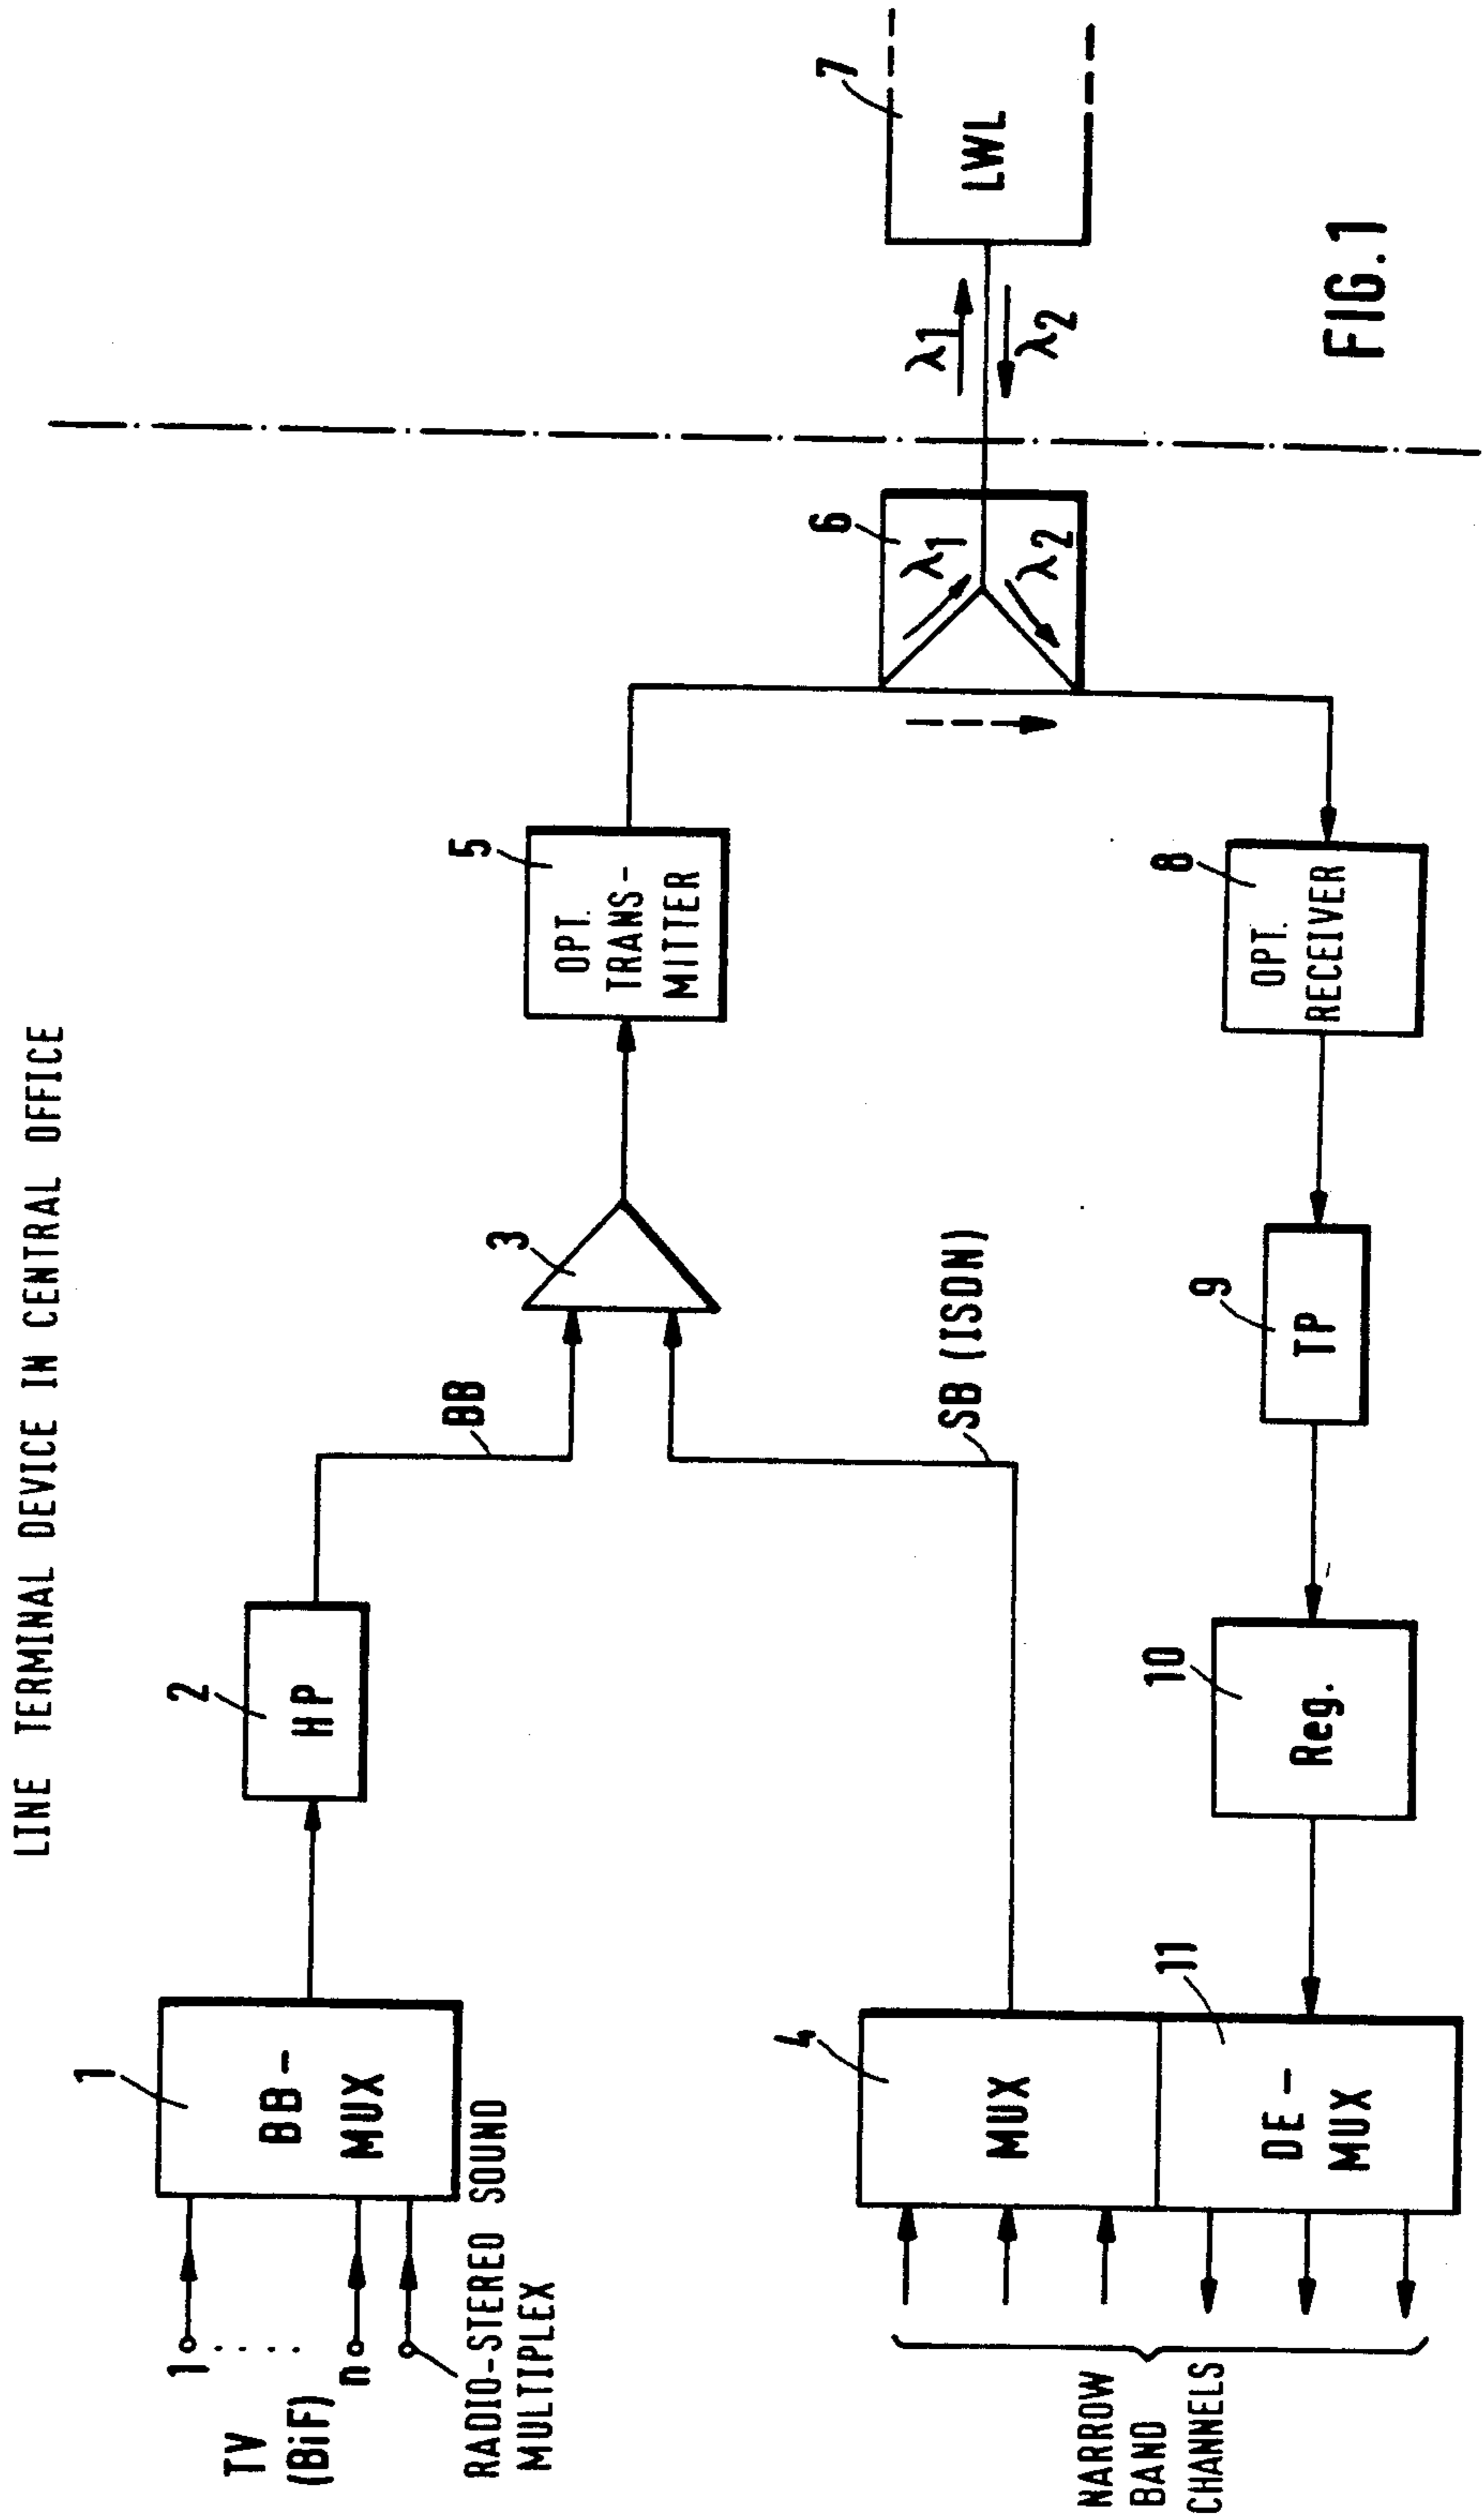 LINE TERMINAL DEVICE IN CENTRAL OFFICE
1
BB-
MUX
1
n
TV
(BiF)
RADIO-STEREO SOUND
MULTIPLEX
2
HP
BB
3
5
OPT.
TRANS-
MITTER
6
λ1
λ2
λ1
λ2
7
LWL
4
MUX
SB (ISDN)
11
DE-
MUX
NARROW
BAND
CHANNELS
10
Reg.
9
TP
8
OPT.
RECEIVER
FIG.1